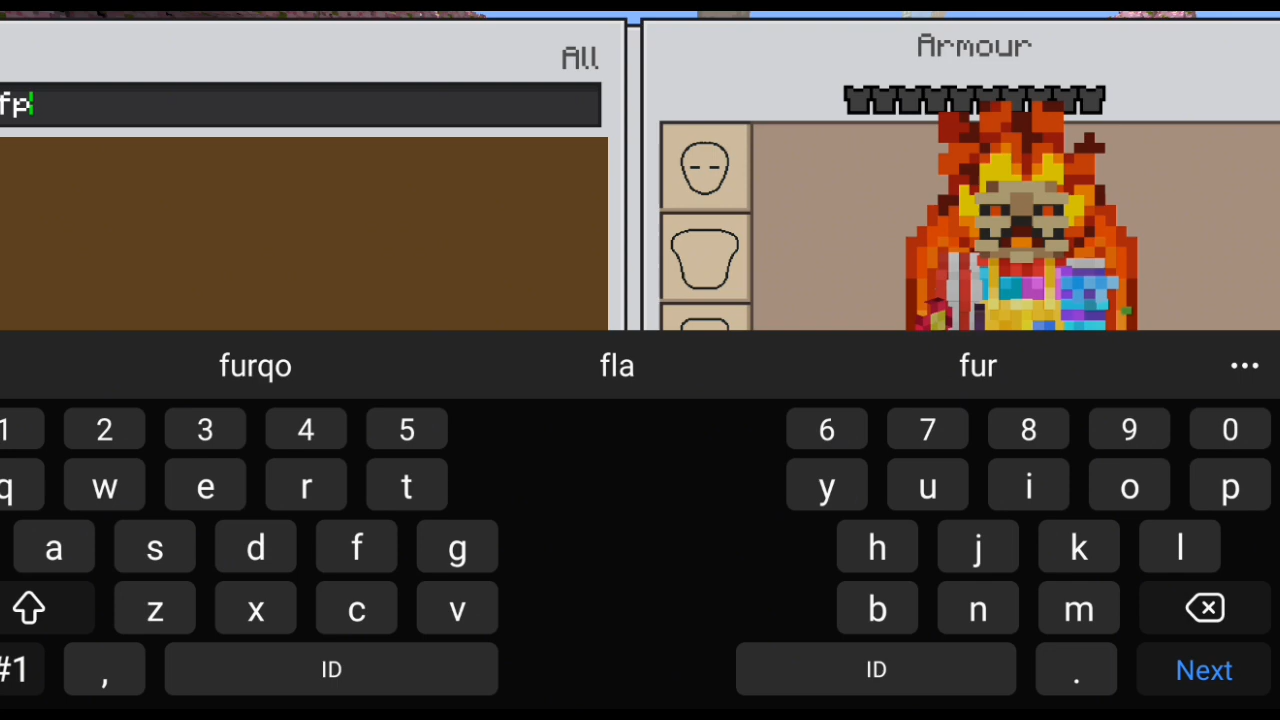 All
Armour
fp
furqo fla fur ...
1 2 3 4 5 6 7 8 9 0
q w e r t y u i o p
a s d f g h j k l
z x c v b n m
#1 , ID ID . Next